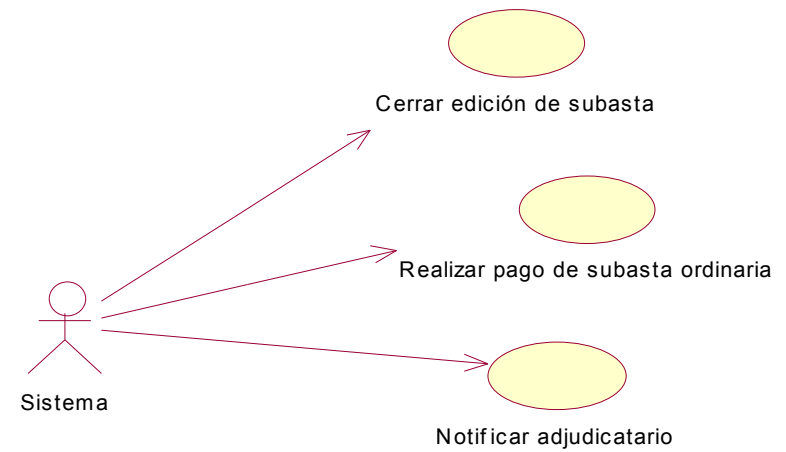 Cerrar edición de subasta
Realizar pago de subasta ordinaria
Sistema
Notificar adjudicatario